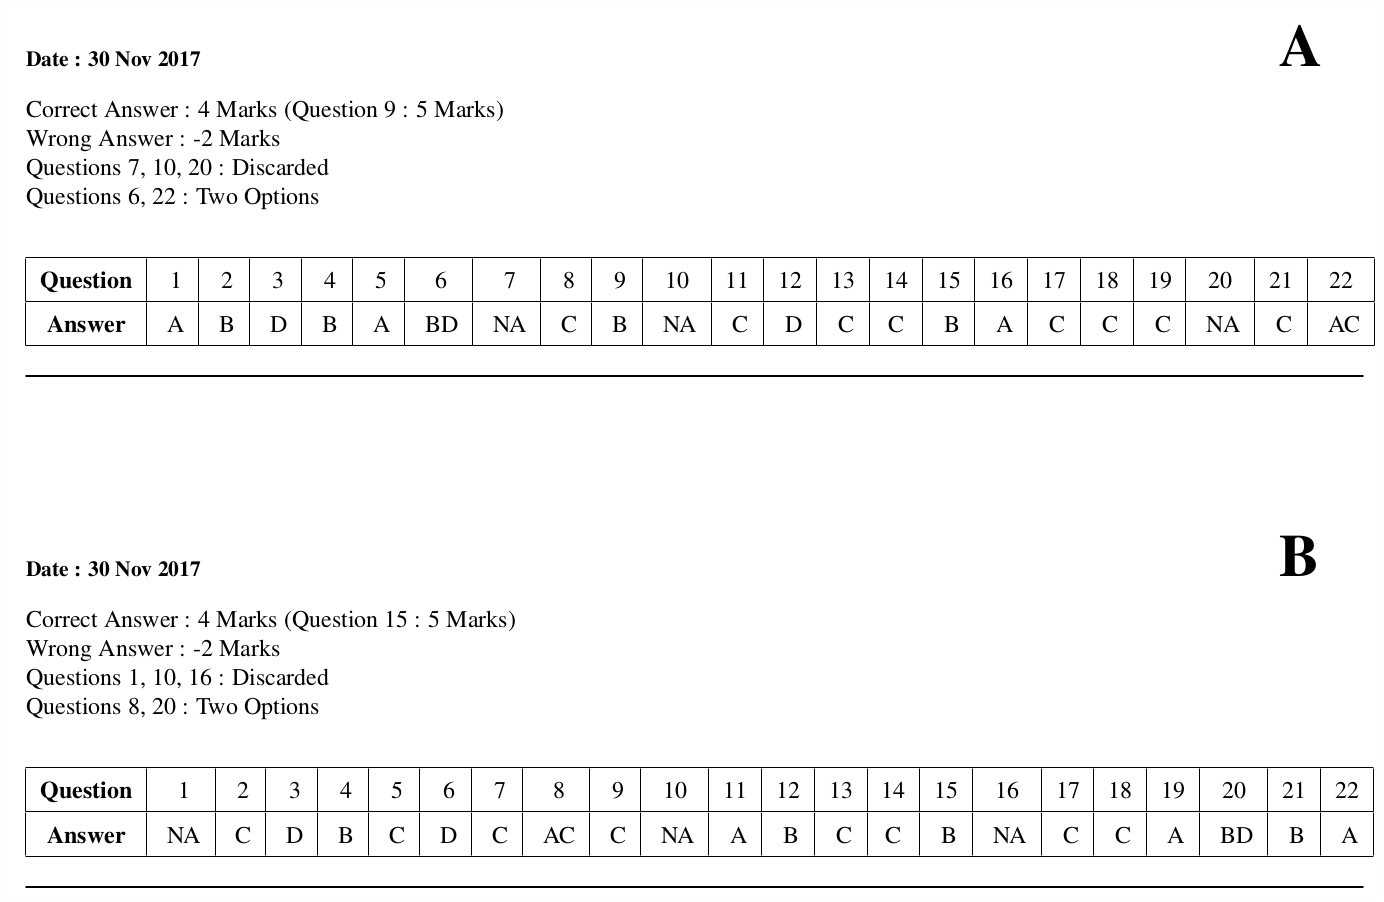 A
Date : 30 Nov 2017
Correct Answer : 4 Marks (Question 9 : 5 Marks)
Wrong Answer : -2 Marks
Questions 7, 10, 20 : Discarded
Questions 6, 22 : Two Options
Question 1 2 3 4 5 6 7 8 9 10 11 12 13 14 15 16 17 18 19 20 21 22
Answer A B D B A BD NA C B NA C D C C B A C C C NA C AC
B
Date : 30 Nov 2017
Correct Answer : 4 Marks (Question 15 : 5 Marks)
Wrong Answer : -2 Marks
Questions 1, 10, 16 : Discarded
Questions 8, 20 : Two Options
Question 1 2 3 4 5 6 7 8 9 10 11 12 13 14 15 16 17 18 19 20 21 22
Answer NA C D B C D C AC C NA A B C C B NA C C A BD B A